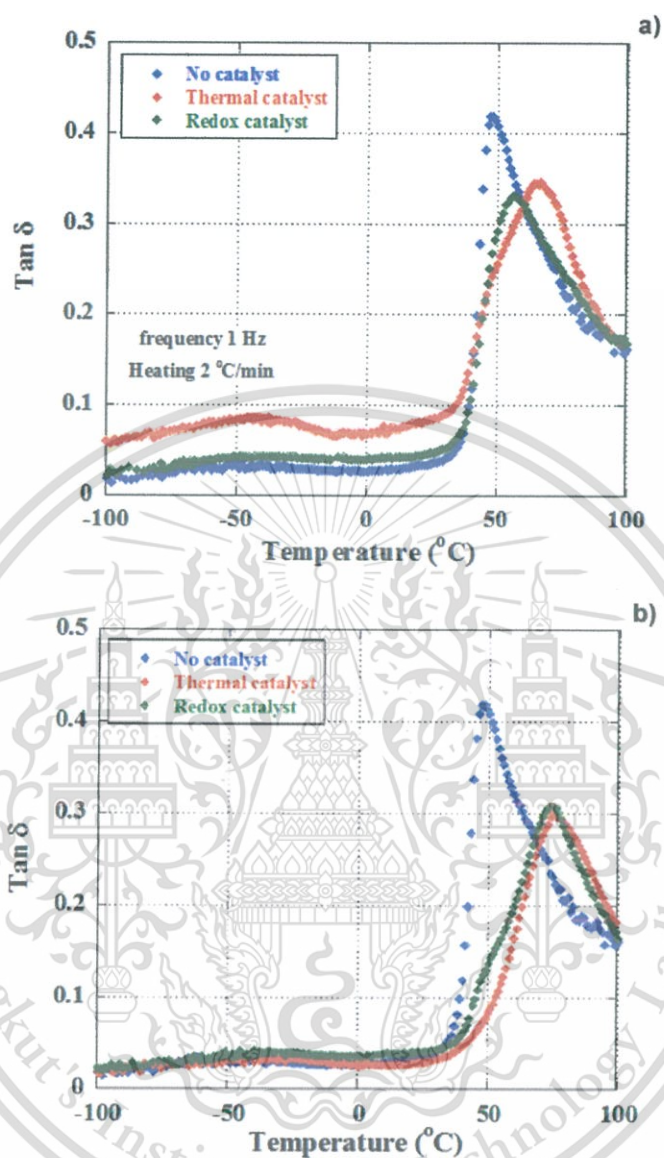 a)
0.5
No catalyst
Thermal catalyst
Redox catalyst
0.4
0.3
Tan δ
0.2
frequency 1 Hz
Heating 2 °C/min
0.1
0
-100 -50 0 50 100
Temperature (°C)
b)
0.5
No catalyst
Thermal catalyst
Redox catalyst
0.4
0.3
Tan δ
0.2
0.1
0
-100 -50 0 50 100
Temperature (°C)